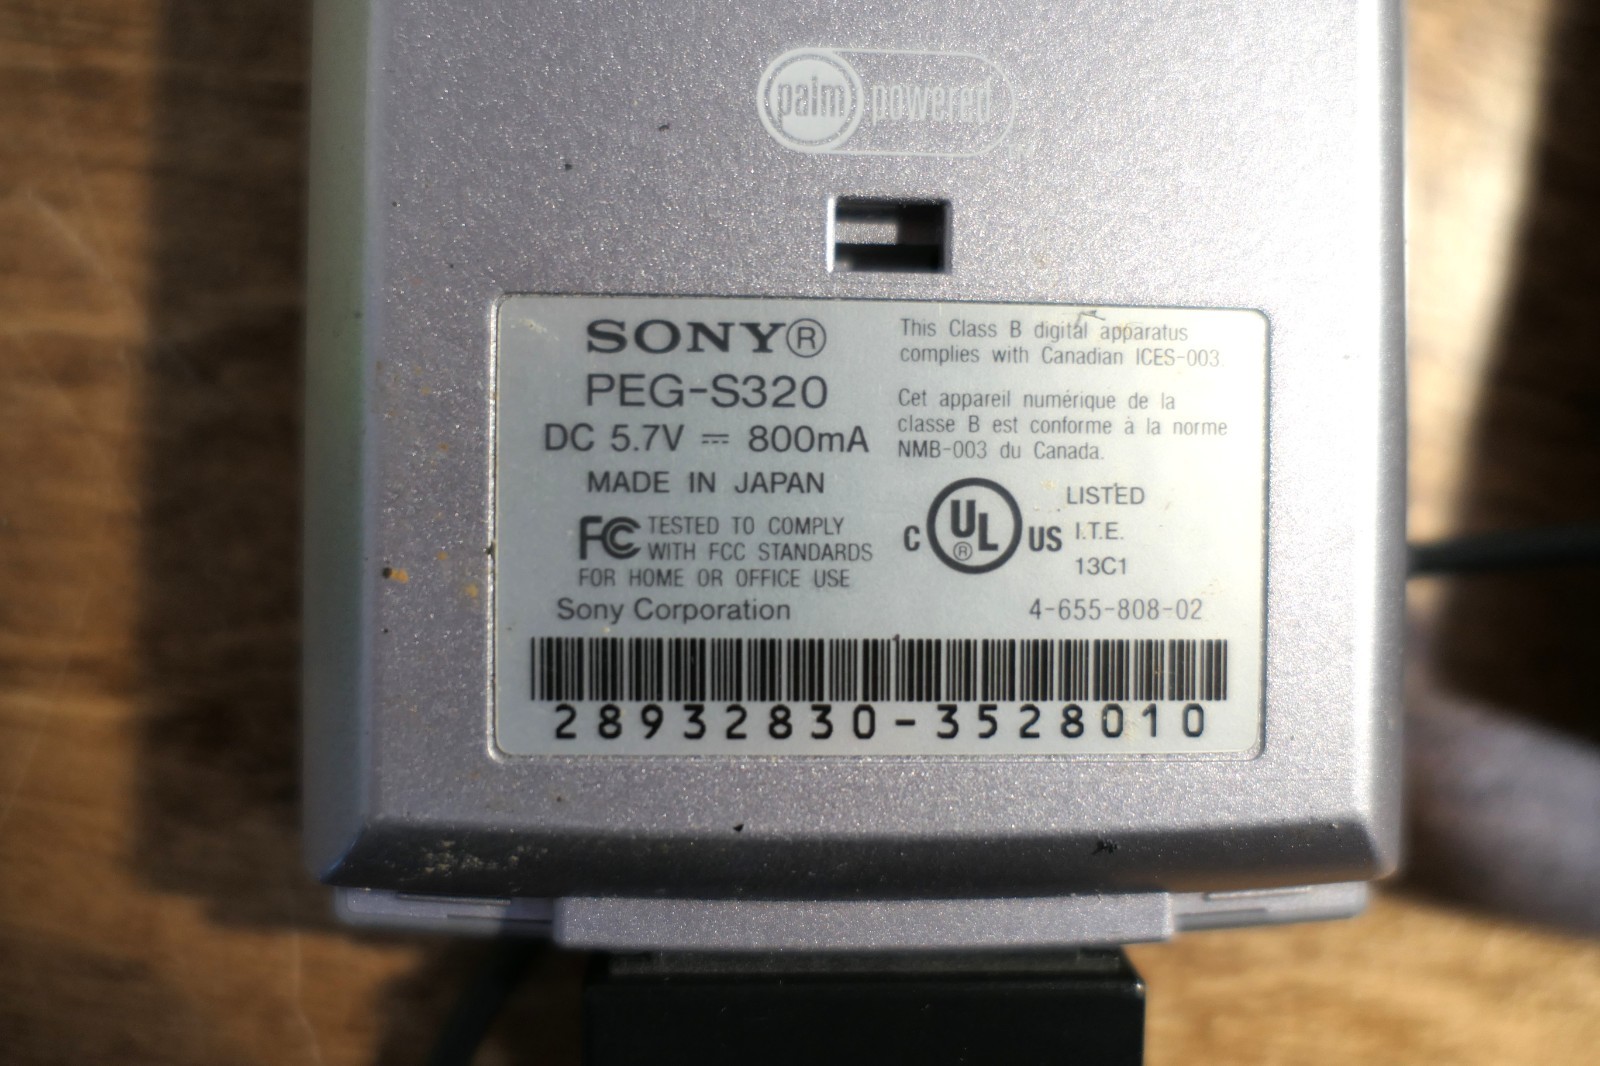 palm powered
SONY®
PEG-S320
DC 5.7V ⎓ 800mA
MADE IN JAPAN
FC TESTED TO COMPLY
WITH FCC STANDARDS
FOR HOME OR OFFICE USE
Sony Corporation
This Class B digital apparatus
complies with Canadian ICES-003
Cet appareil numérique de la
classe B est conforme à la norme
NMB-003 du Canada.
C UL® US LISTED
I.T.E.
13C1
4-655-808-02
28932830-3528010